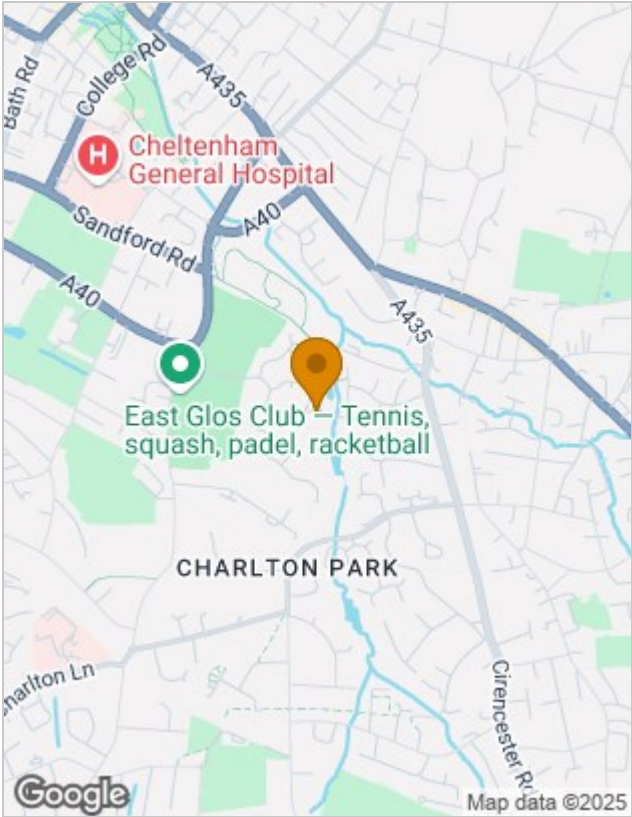 Bath Rd
College Rd
A435
H
Cheltenham
General Hospital
Sandford Rd
A40
A40
A435
East Glos Club — Tennis,
squash, padel, racketball
CHARLTON PARK
Charlton Ln
Cirencester Rd
Google
Map data ©2025